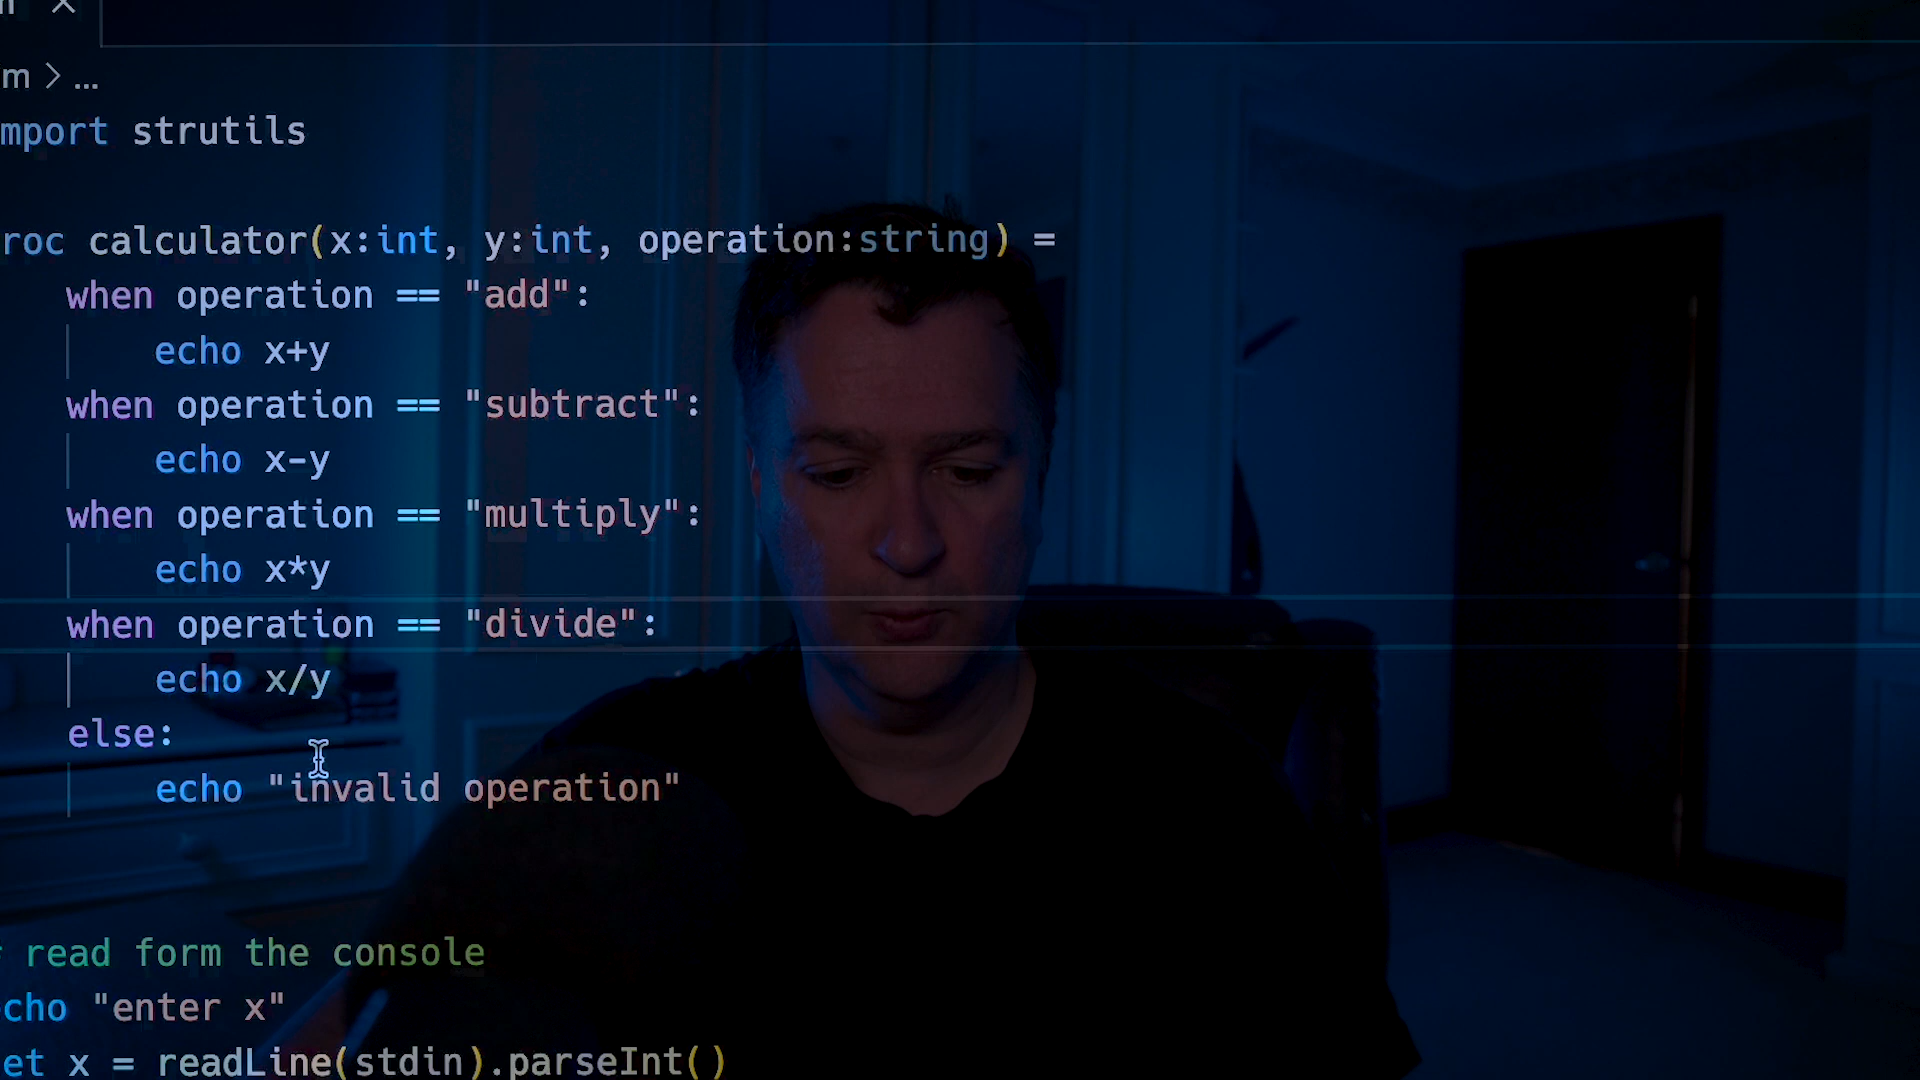 m > ...
mport strutils
roc calculator(x:int, y:int, operation:string) =
when operation == "add":
echo x+y
when operation == "subtract":
echo x-y
when operation == "multiply":
echo x*y
when operation == "divide":
echo x/y
else:
echo "invalid operation"
read form the console
cho "enter x"
et x = readLine(stdin).parseInt()